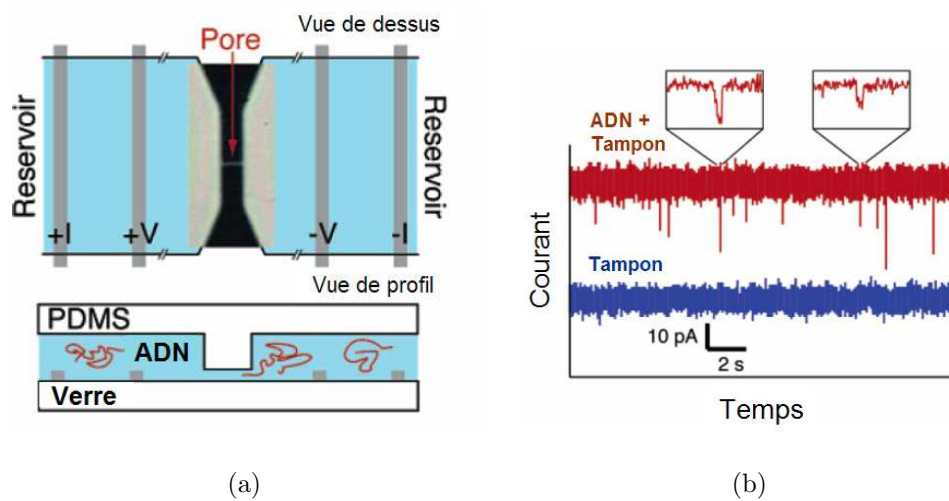 Vue de dessus
Pore
Reservoir
Reservoir
+I
+V
-V
-I
Vue de profil
PDMS
ADN
Verre
(a)
ADN +
Tampon
Tampon
Courant
10 pA
2 s
Temps
(b)